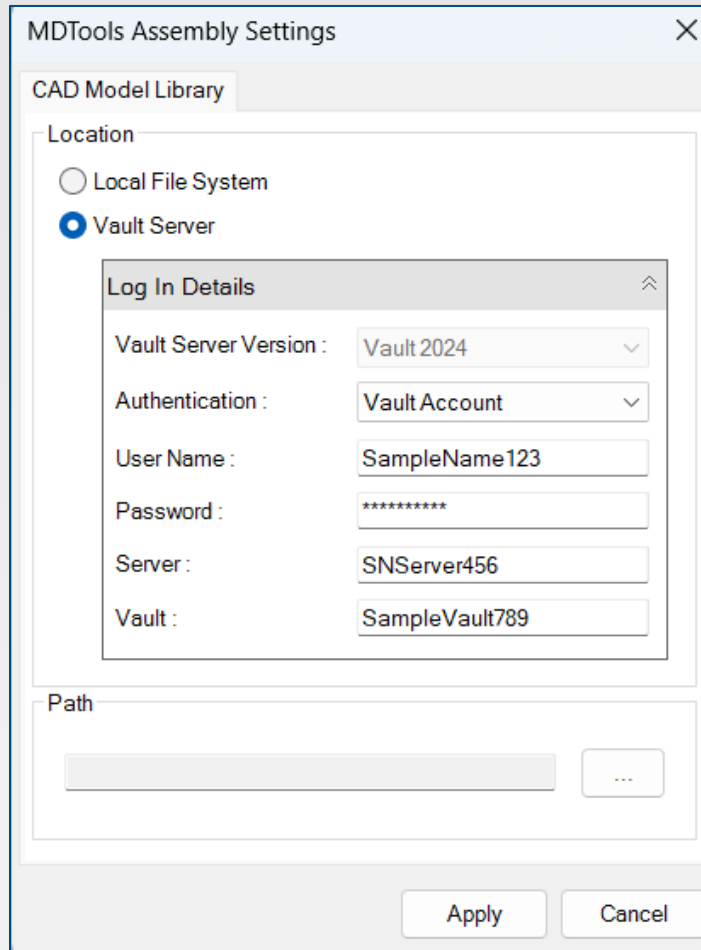 MDTools Assembly Settings
CAD Model Library
Location
Local File System
Vault Server
Log In Details
Vault Server Version : Vault 2024
Authentication : Vault Account
User Name : SampleName123
Password : **********
Server : SNServer456
Vault : SampleVault789
Path
...
Apply Cancel